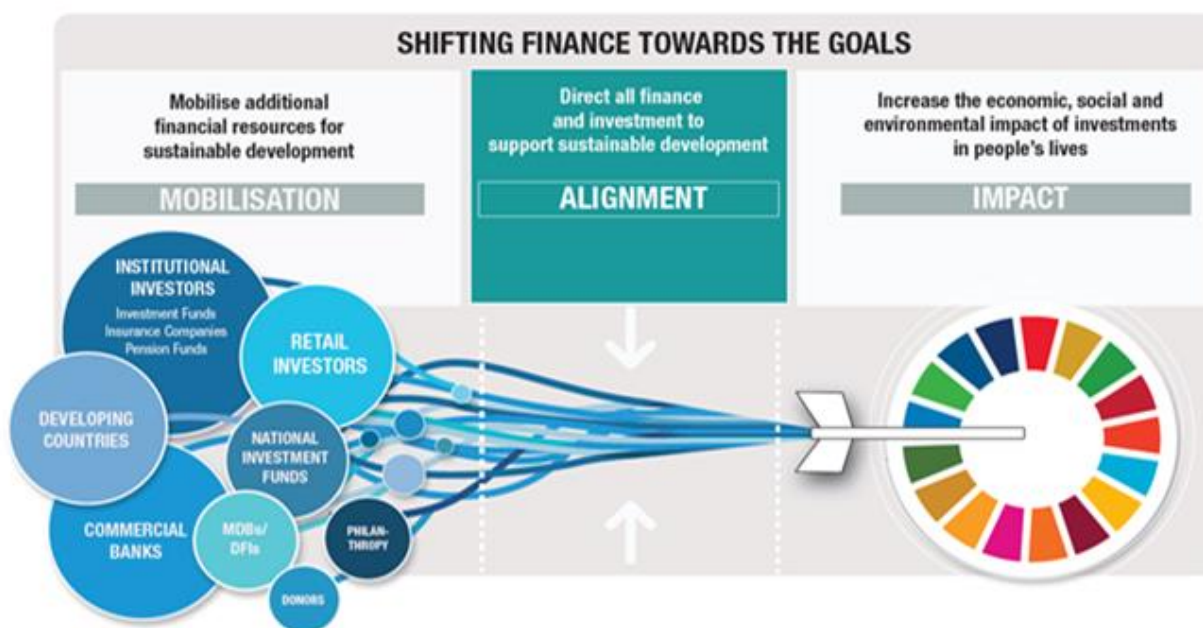 SHIFTING FINANCE TOWARDS THE GOALS
Mobilise additional
financial resources for
sustainable development
MOBILISATION
Direct all finance
and investment to
support sustainable development
ALIGNMENT
Increase the economic, social and
environmental impact of investments
in people's lives
IMPACT
INSTITUTIONAL
INVESTORS
Investment Funds
Insurance Companies
Pension Funds
RETAIL
INVESTORS
DEVELOPING
COUNTRIES
NATIONAL
INVESTMENT
FUNDS
COMMERCIAL
BANKS
MDBs/
DFIs
PHILAN-
THROPY
DONORS